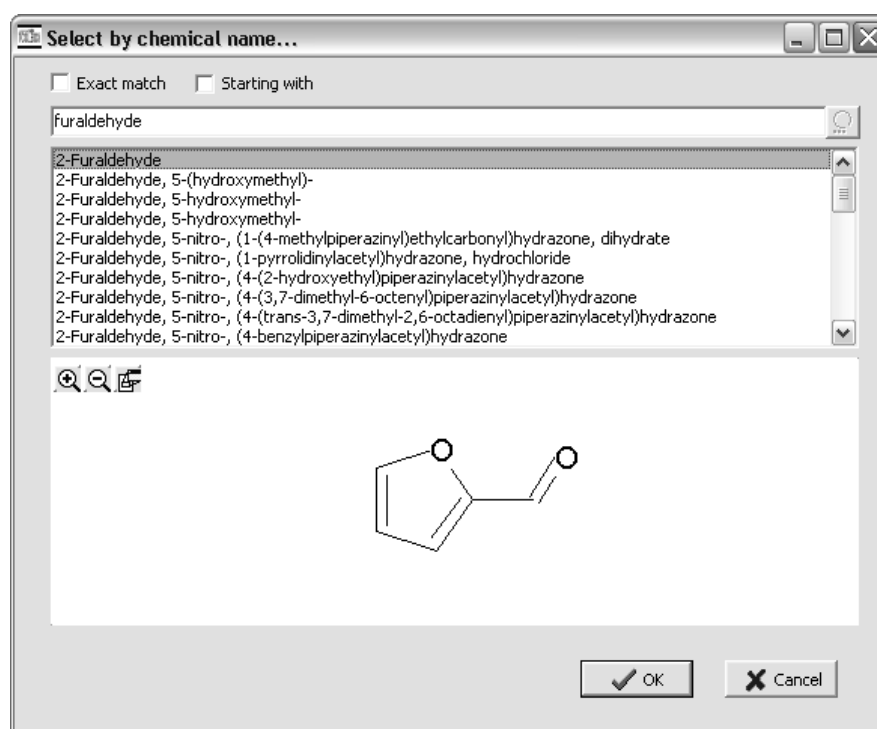 Select by chemical name...
Exact match Starting with
furaldehyde
2-Furaldehyde
2-Furaldehyde, 5-(hydroxymethyl)-
2-Furaldehyde, 5-hydroxymethyl-
2-Furaldehyde, 5-hydroxymethyl-
2-Furaldehyde, 5-nitro-, (1-(4-methylpiperazinyl)ethylcarbonyl)hydrazone, dihydrate
2-Furaldehyde, 5-nitro-, (1-pyrrolidinylacetyl)hydrazone, hydrochloride
2-Furaldehyde, 5-nitro-, (4-(2-hydroxyethyl)piperazinylacetyl)hydrazone
2-Furaldehyde, 5-nitro-, (4-(3,7-dimethyl-6-octenyl)piperazinylacetyl)hydrazone
2-Furaldehyde, 5-nitro-, (4-(trans-3,7-dimethyl-2,6-octadienyl)piperazinylacetyl)hydrazone
2-Furaldehyde, 5-nitro-, (4-benzylpiperazinylacetyl)hydrazone
O O
OK Cancel